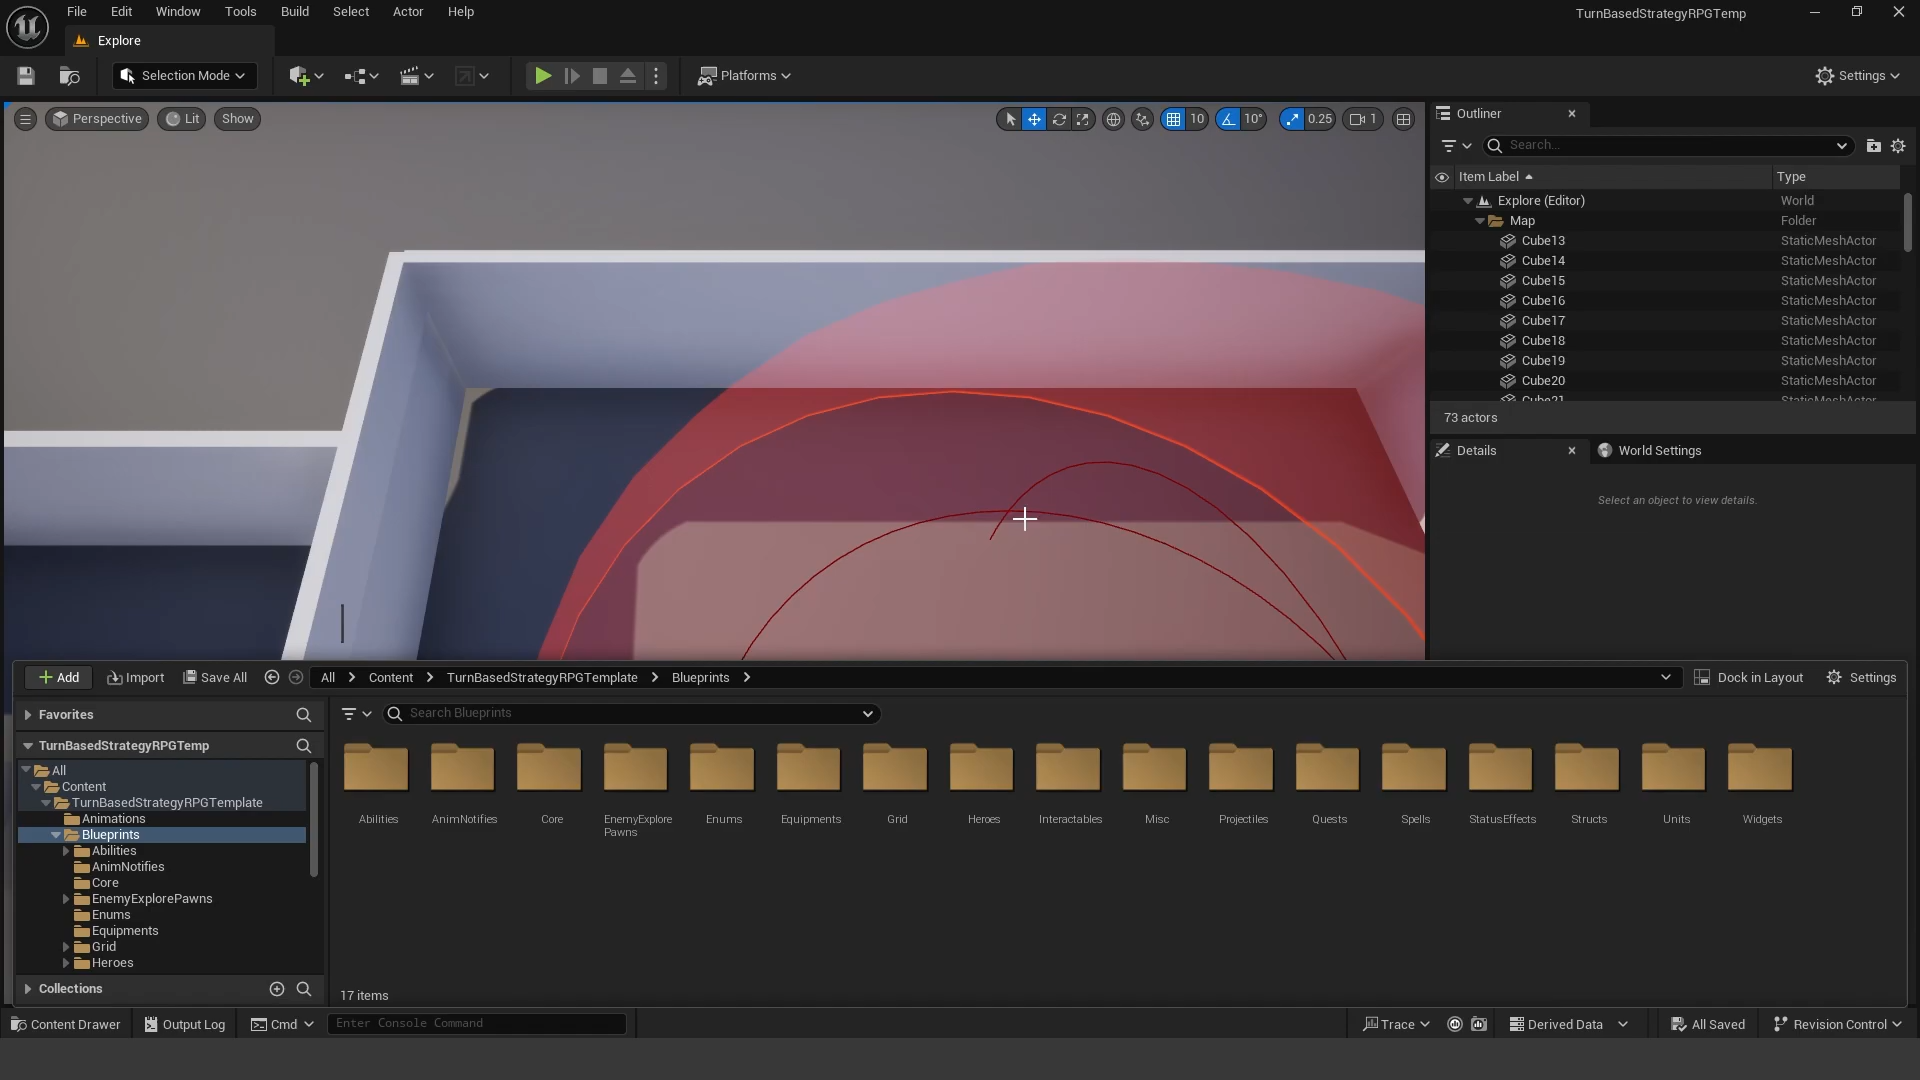 File Edit Window Tools Build Select Actor Help
TurnBasedStrategyRPGTemp
Explore
Selection Mode
Platforms
Settings
Perspective
Lit
Show
10
10°
0.25
1
Outliner
Search...
Item Label
Type
Explore (Editor) World
Map Folder
Cube13 StaticMeshActor
Cube14 StaticMeshActor
Cube15 StaticMeshActor
Cube16 StaticMeshActor
Cube17 StaticMeshActor
Cube18 StaticMeshActor
Cube19 StaticMeshActor
Cube20 StaticMeshActor
Cube21 StaticMeshActor
73 actors
Details
World Settings
Select an object to view details.
Add
Import
Save All
All
Content
TurnBasedStrategyRPGTemplate
Blueprints
Dock in Layout
Settings
Favorites
TurnBasedStrategyRPGTemp
All
Content
TurnBasedStrategyRPGTemplate
Animations
Blueprints
Abilities
AnimNotifies
Core
EnemyExplorePawns
Enums
Equipments
Grid
Heroes
Collections
Search Blueprints
Abilities
AnimNotifies
Core
EnemyExplore
Pawns
Enums
Equipments
Grid
Heroes
Interactables
Misc
Projectiles
Quests
Spells
StatusEffects
Structs
Units
Widgets
17 items
Content Drawer
Output Log
Cmd
Enter Console Command
Trace
Derived Data
All Saved
Revision Control